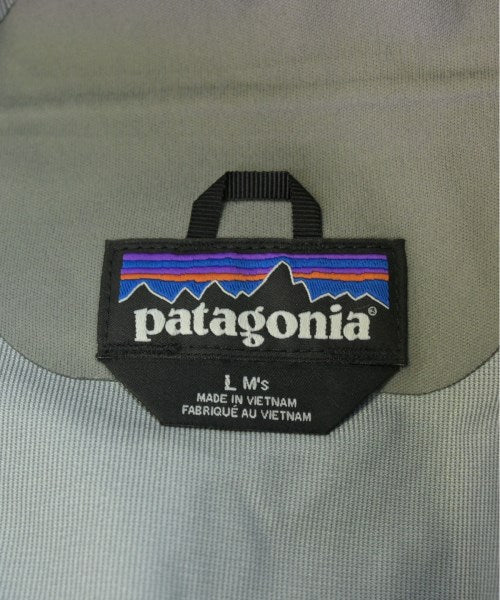 patagonia®
L M's
MADE IN VIETNAM
FABRIQUÉ AU VIETNAM